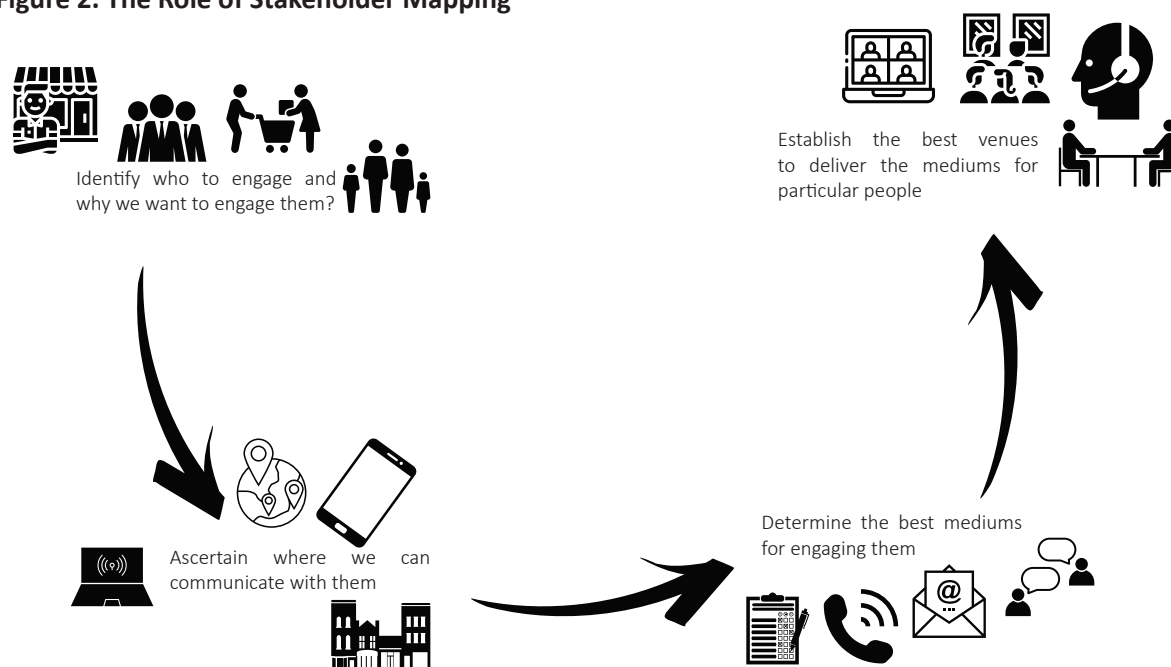 Figure 2: The Role of Stakeholder Mapping
Identify who to engage and
why we want to engage them?
Establish the best venues
to deliver the mediums for
particular people
Ascertain where we can
communicate with them
Determine the best mediums
for engaging them
@